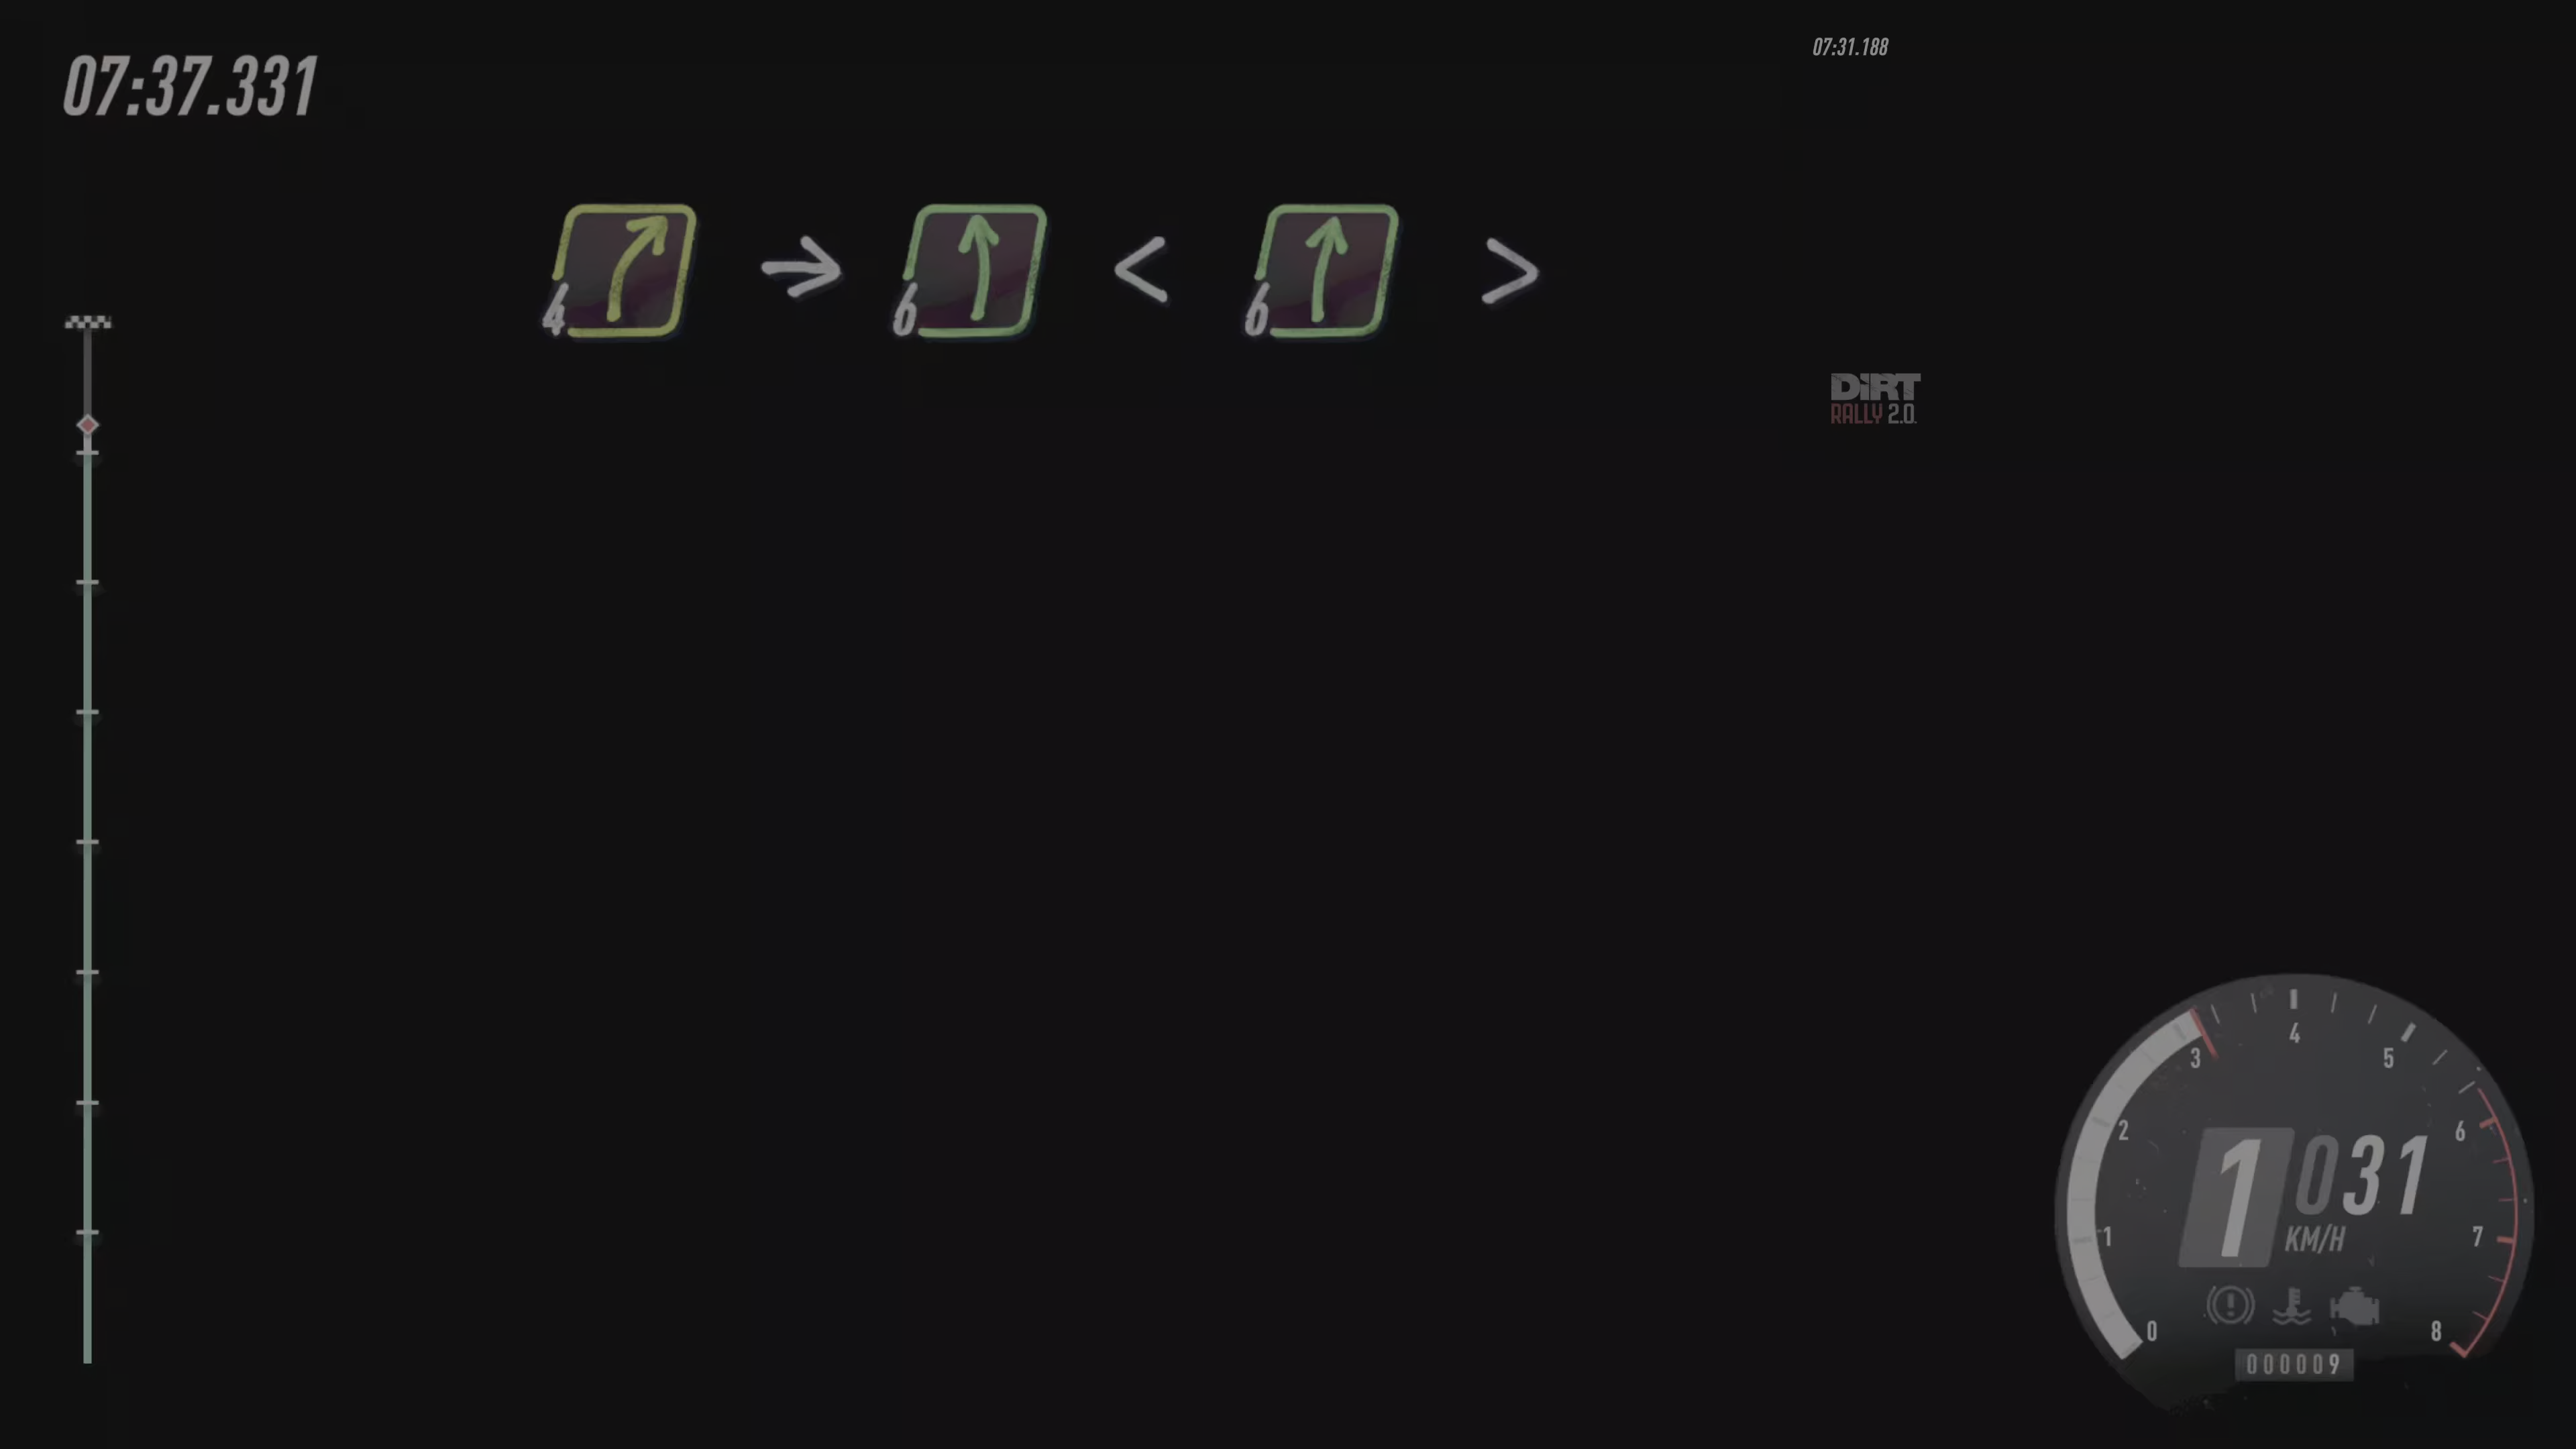 07:37.331
07:31.188
4 → 6 < 6 >
DiRT
RALLY 2.0
0 1 2 3 4 5 6 7 8
1 031
KM/H
000009